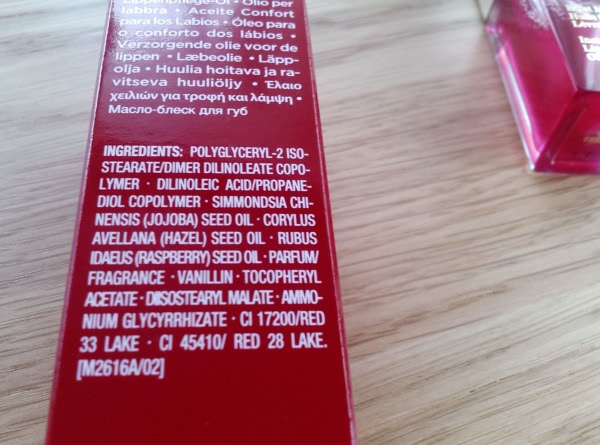 Lippenpflege-Öl • Olio per
labbra • Aceite Confort
para los Labios • Óleo para
o conforto dos lábios •
Verzorgende olie voor de
lippen • Læbeolie • Läpp-
olja • Huulia hoitava ja ra-
vitseva huuliöljy • Έλαιο
χειλιών για τροφή και λάμψη •
Масло-блеск для губ
INGREDIENTS: POLYGLYCERYL-2 ISO-
STEARATE/DIMER DILINOLEATE COPO-
LYMER · DILINOLEIC ACID/PROPANE-
DIOL COPOLYMER · SIMMONDSIA CHI-
NENSIS (JOJOBA) SEED OIL · CORYLUS
AVELLANA (HAZEL) SEED OIL · RUBUS
IDAEUS (RASPBERRY) SEED OIL · PARFUM/
FRAGRANCE · VANILLIN · TOCOPHERYL
ACETATE · DIISOSTEARYL MALATE · AMMO-
NIUM GLYCYRRHIZATE · CI 17200/RED
33 LAKE · CI 45410/ RED 28 LAKE.
[M2616A/02]